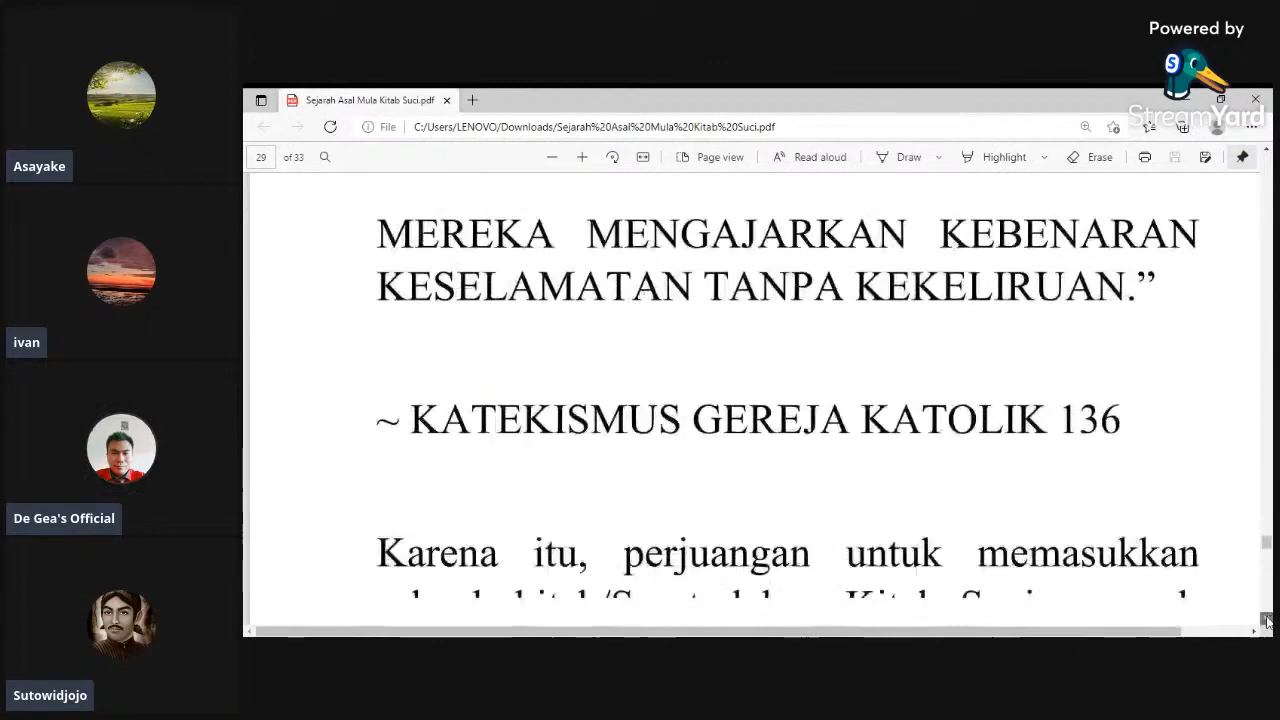 Powered by
StreamYard
Asayake
ivan
De Gea's Official
Sutowidjojo
Sejarah Asal Mula Kitab Suci.pdf
File C:/Users/LENOVO/Downloads/Sejarah%20Asal%20Mula%20Kitab%20Suci.pdf
29 of 33 Page view Read aloud Draw Highlight Erase
MEREKA MENGAJARKAN KEBENARAN
KESELAMATAN TANPA KEKELIRUAN.”
~ KATEKISMUS GEREJA KATOLIK 136
Karena itu, perjuangan untuk memasukkan